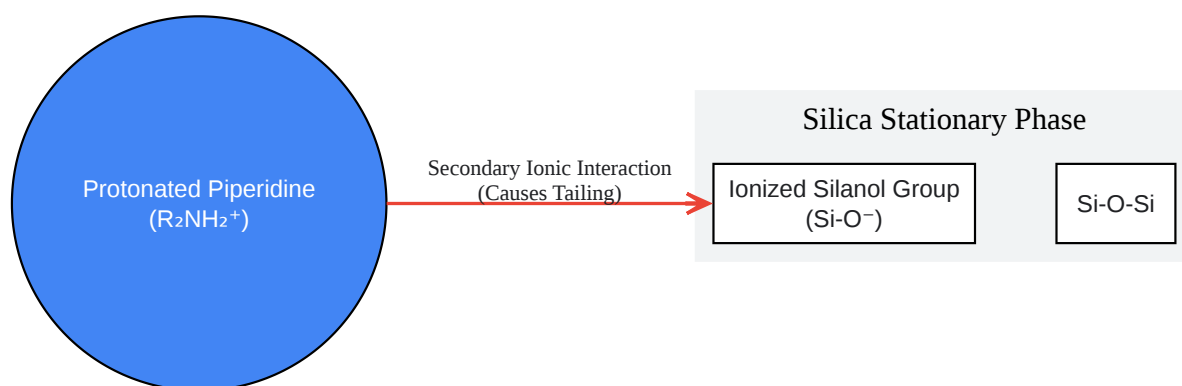 Protonated Piperidine
(R₂NH₂⁺)
Secondary Ionic Interaction
(Causes Tailing)
Silica Stationary Phase
Ionized Silanol Group
(Si-O⁻)
Si-O-Si